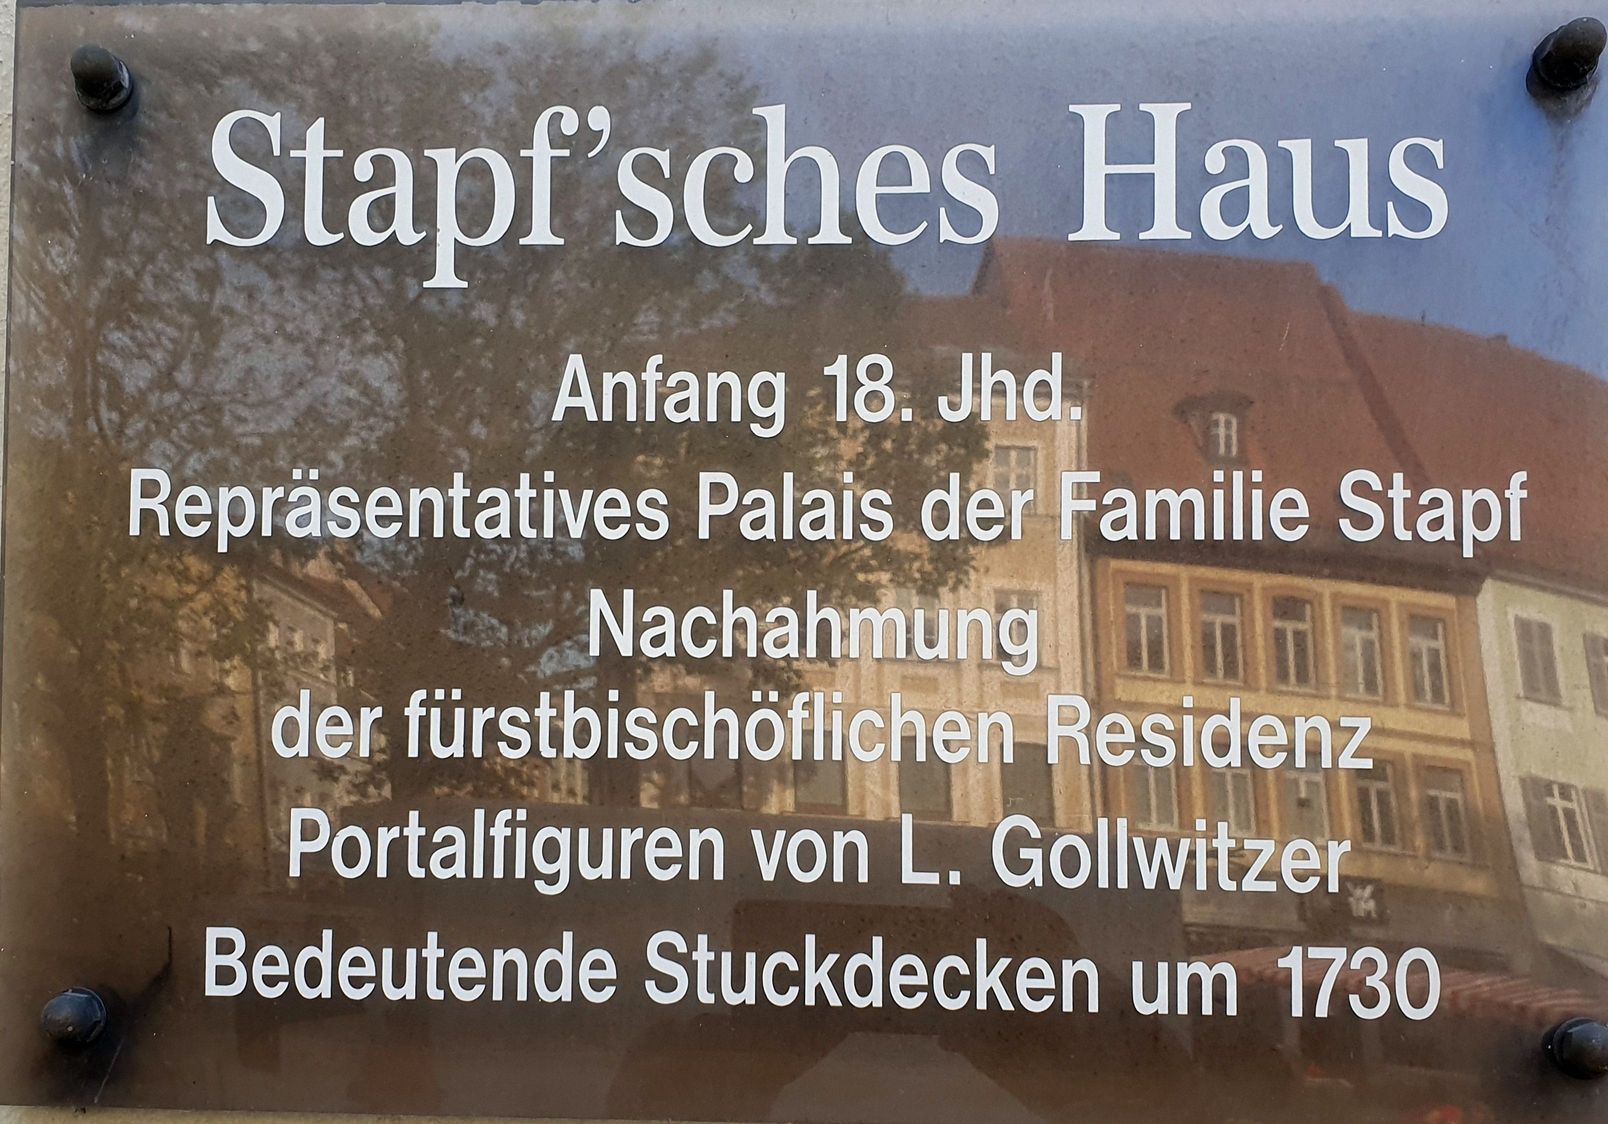 Stapf’sches Haus
Anfang 18. Jhd.
Repräsentatives Palais der Familie Stapf
Nachahmung
der fürstbischöflichen Residenz
Portalfiguren von L. Gollwitzer
Bedeutende Stuckdecken um 1730